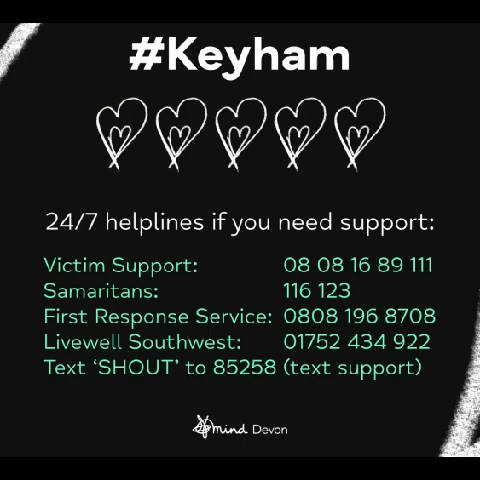 #Keyham
24/7 helplines if you need support:
Victim Support: 08 08 16 89 111
Samaritans: 116 123
First Response Service: 0808 196 8708
Livewell Southwest: 01752 434 922
Text ‘SHOUT’ to 85258 (text support)
mind Devon